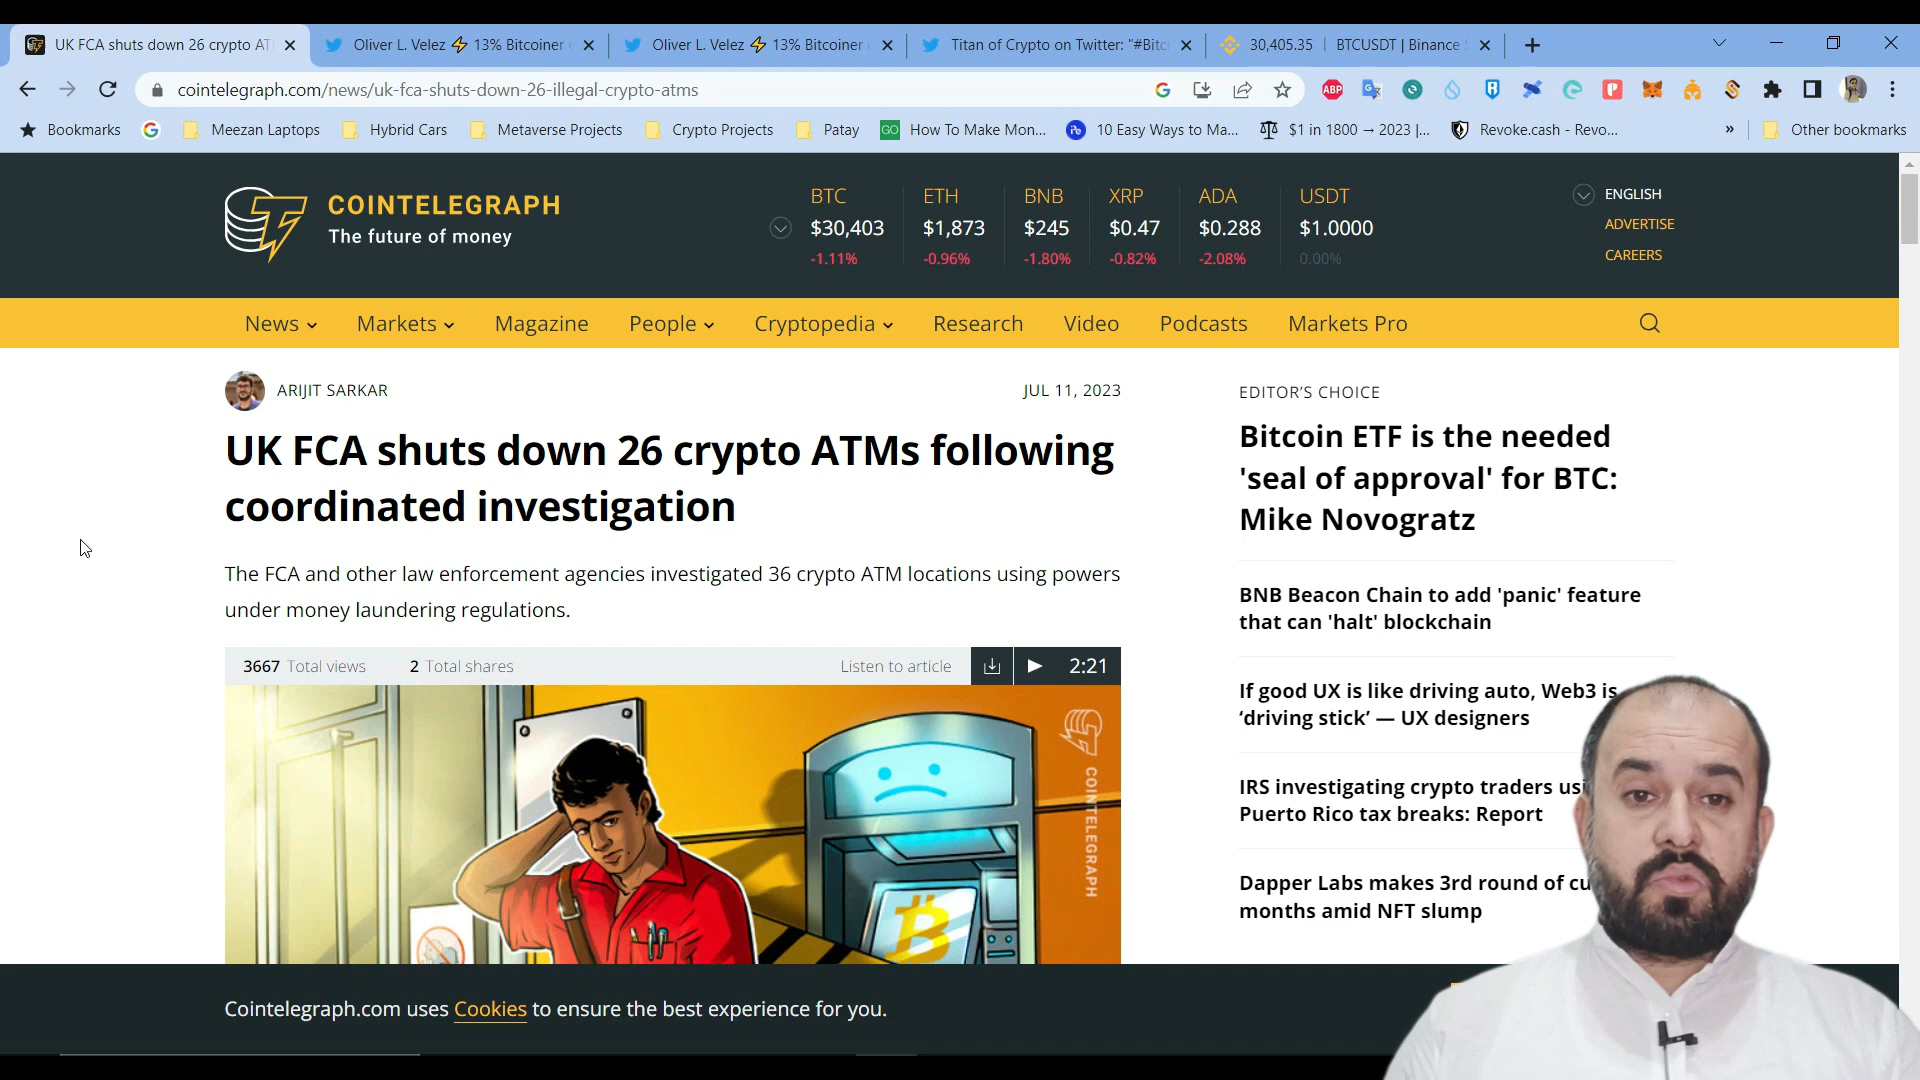 UK FCA shuts down 26 crypto AT
Oliver L. Velez ⚡ 13% Bitcoiner
Oliver L. Velez ⚡ 13% Bitcoiner
Titan of Crypto on Twitter: "#Bitc
30,405.35 | BTCUSDT | Binance
cointelegraph.com/news/uk-fca-shuts-down-26-illegal-crypto-atms
ABP
Bookmarks
Meezan Laptops
Hybrid Cars
Metaverse Projects
Crypto Projects
Patay
GO
How To Make Mon...
10 Easy Ways to Ma...
$1 in 1800 → 2023 |...
Revoke.cash - Revo...
»
Other bookmarks
COINTELEGRAPH
The future of money
BTC ETH BNB XRP ADA USDT
$30,403 $1,873 $245 $0.47 $0.288 $1.0000
-1.11% -0.96% -1.80% -0.82% -2.08% 0.00%
ENGLISH
ADVERTISE
CAREERS
News Markets Magazine People Cryptopedia Research Video Podcasts Markets Pro
ARIJIT SARKAR
JUL 11, 2023
UK FCA shuts down 26 crypto ATMs following
coordinated investigation
The FCA and other law enforcement agencies investigated 36 crypto ATM locations using powers
under money laundering regulations.
3667 Total views
2 Total shares
Listen to article
2:21
COINTELEGRAPH
EDITOR'S CHOICE
Bitcoin ETF is the needed
'seal of approval' for BTC:
Mike Novogratz
BNB Beacon Chain to add 'panic' feature
that can 'halt' blockchain
If good UX is like driving auto, Web3 is
‘driving stick’ — UX designers
IRS investigating crypto traders usi
Puerto Rico tax breaks: Report
Dapper Labs makes 3rd round of cu
months amid NFT slump
Cointelegraph.com uses Cookies to ensure the best experience for you.